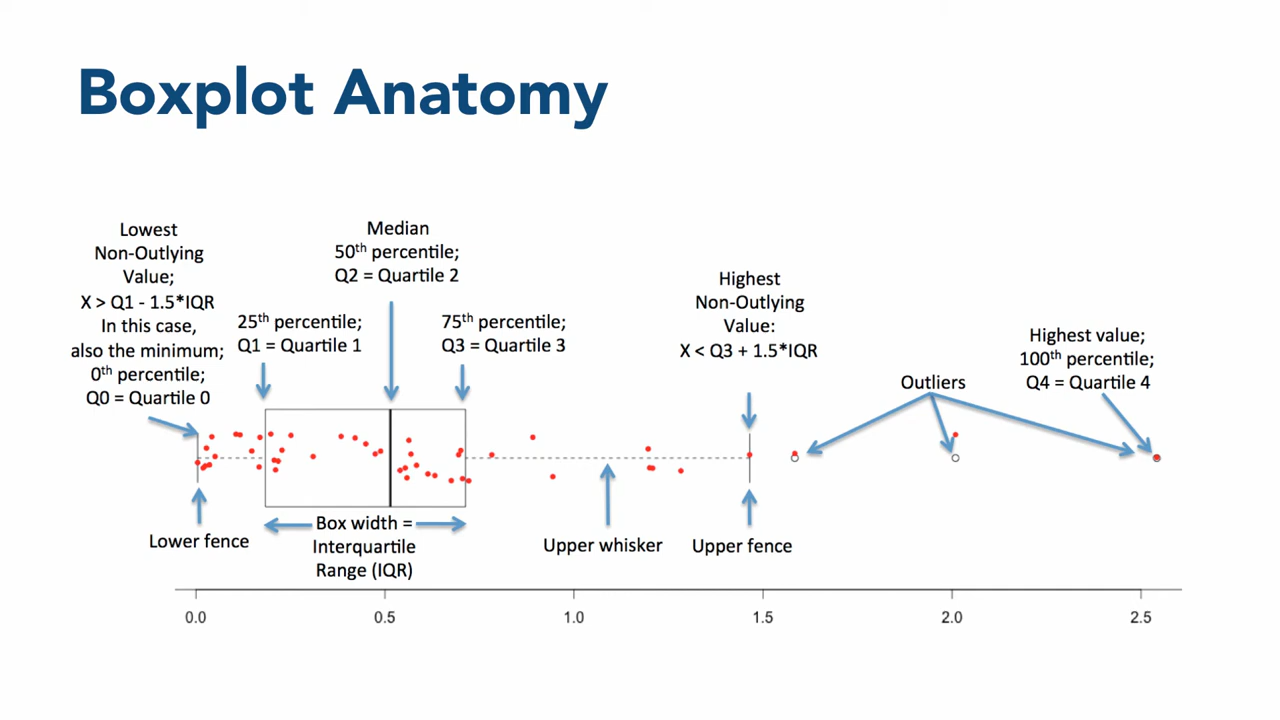 Boxplot Anatomy
Lowest
Non-Outlying
Value;
X > Q1 - 1.5*IQR
In this case,
also the minimum;
0th percentile;
Q0 = Quartile 0
25th percentile;
Q1 = Quartile 1
Median
50th percentile;
Q2 = Quartile 2
75th percentile;
Q3 = Quartile 3
Highest
Non-Outlying
Value:
X < Q3 + 1.5*IQR
Outliers
Highest value;
100th percentile;
Q4 = Quartile 4
Lower fence
Box width =
Interquartile
Range (IQR)
Upper whisker
Upper fence
0.0 0.5 1.0 1.5 2.0 2.5